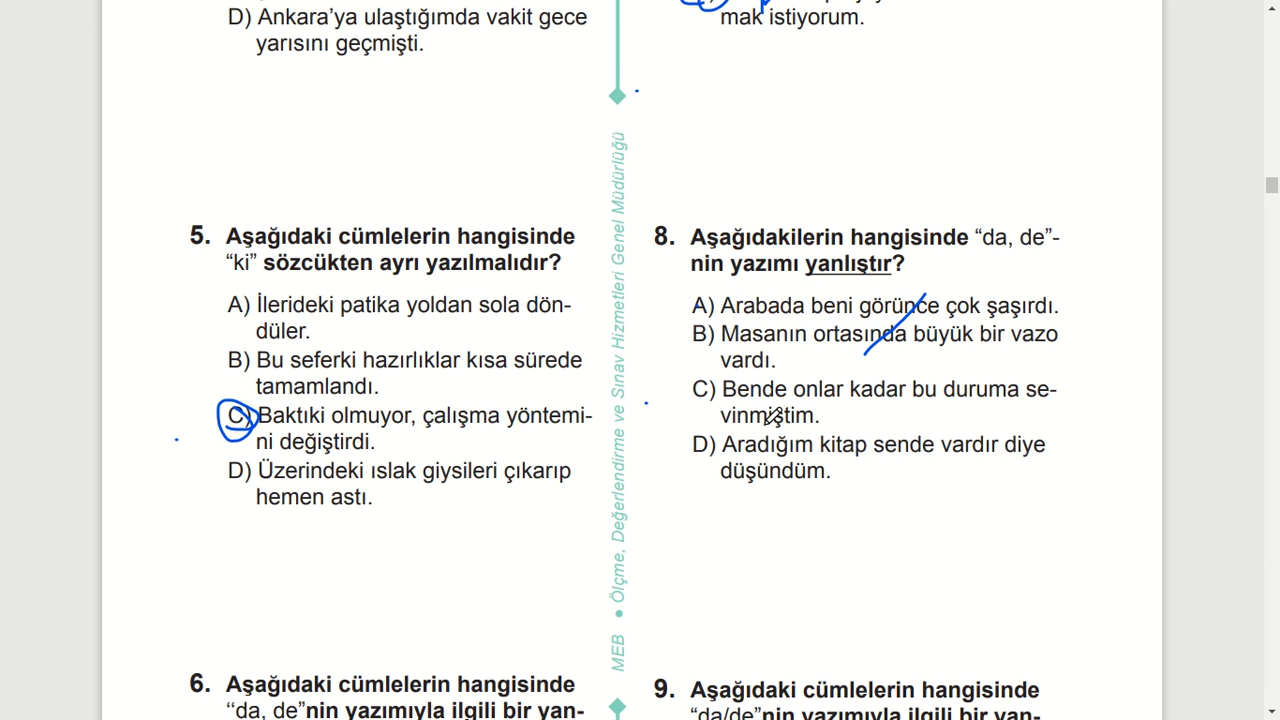 D) Ankara'ya ulaştığımda vakit gece
yarısını geçmişti.
5. Aşağıdaki cümlelerin hangisinde
“ki” sözcükten ayrı yazılmalıdır?
A) İlerideki patika yoldan sola dön-
düler.
B) Bu seferki hazırlıklar kısa sürede
tamamlandı.
C) Baktıki olmuyor, çalışma yöntemi-
ni değiştirdi.
D) Üzerindeki ıslak giysileri çıkarıp
hemen astı.
6. Aşağıdaki cümlelerin hangisinde
“da, de”nin yazımıyla ilgili bir yan-
MEB • Ölçme, Değerlendirme ve Sınav Hizmetleri Genel Müdürlüğü
mak istiyorum.
8. Aşağıdakilerin hangisinde “da, de”-
nin yazımı yanlıştır?
A) Arabada beni görünce çok şaşırdı.
B) Masanın ortasında büyük bir vazo
vardı.
C) Bende onlar kadar bu duruma se-
vinmiştim.
D) Aradığım kitap sende vardır diye
düşündüm.
9. Aşağıdaki cümlelerin hangisinde
“da/de”nin yazımıyla ilgili bir yan-